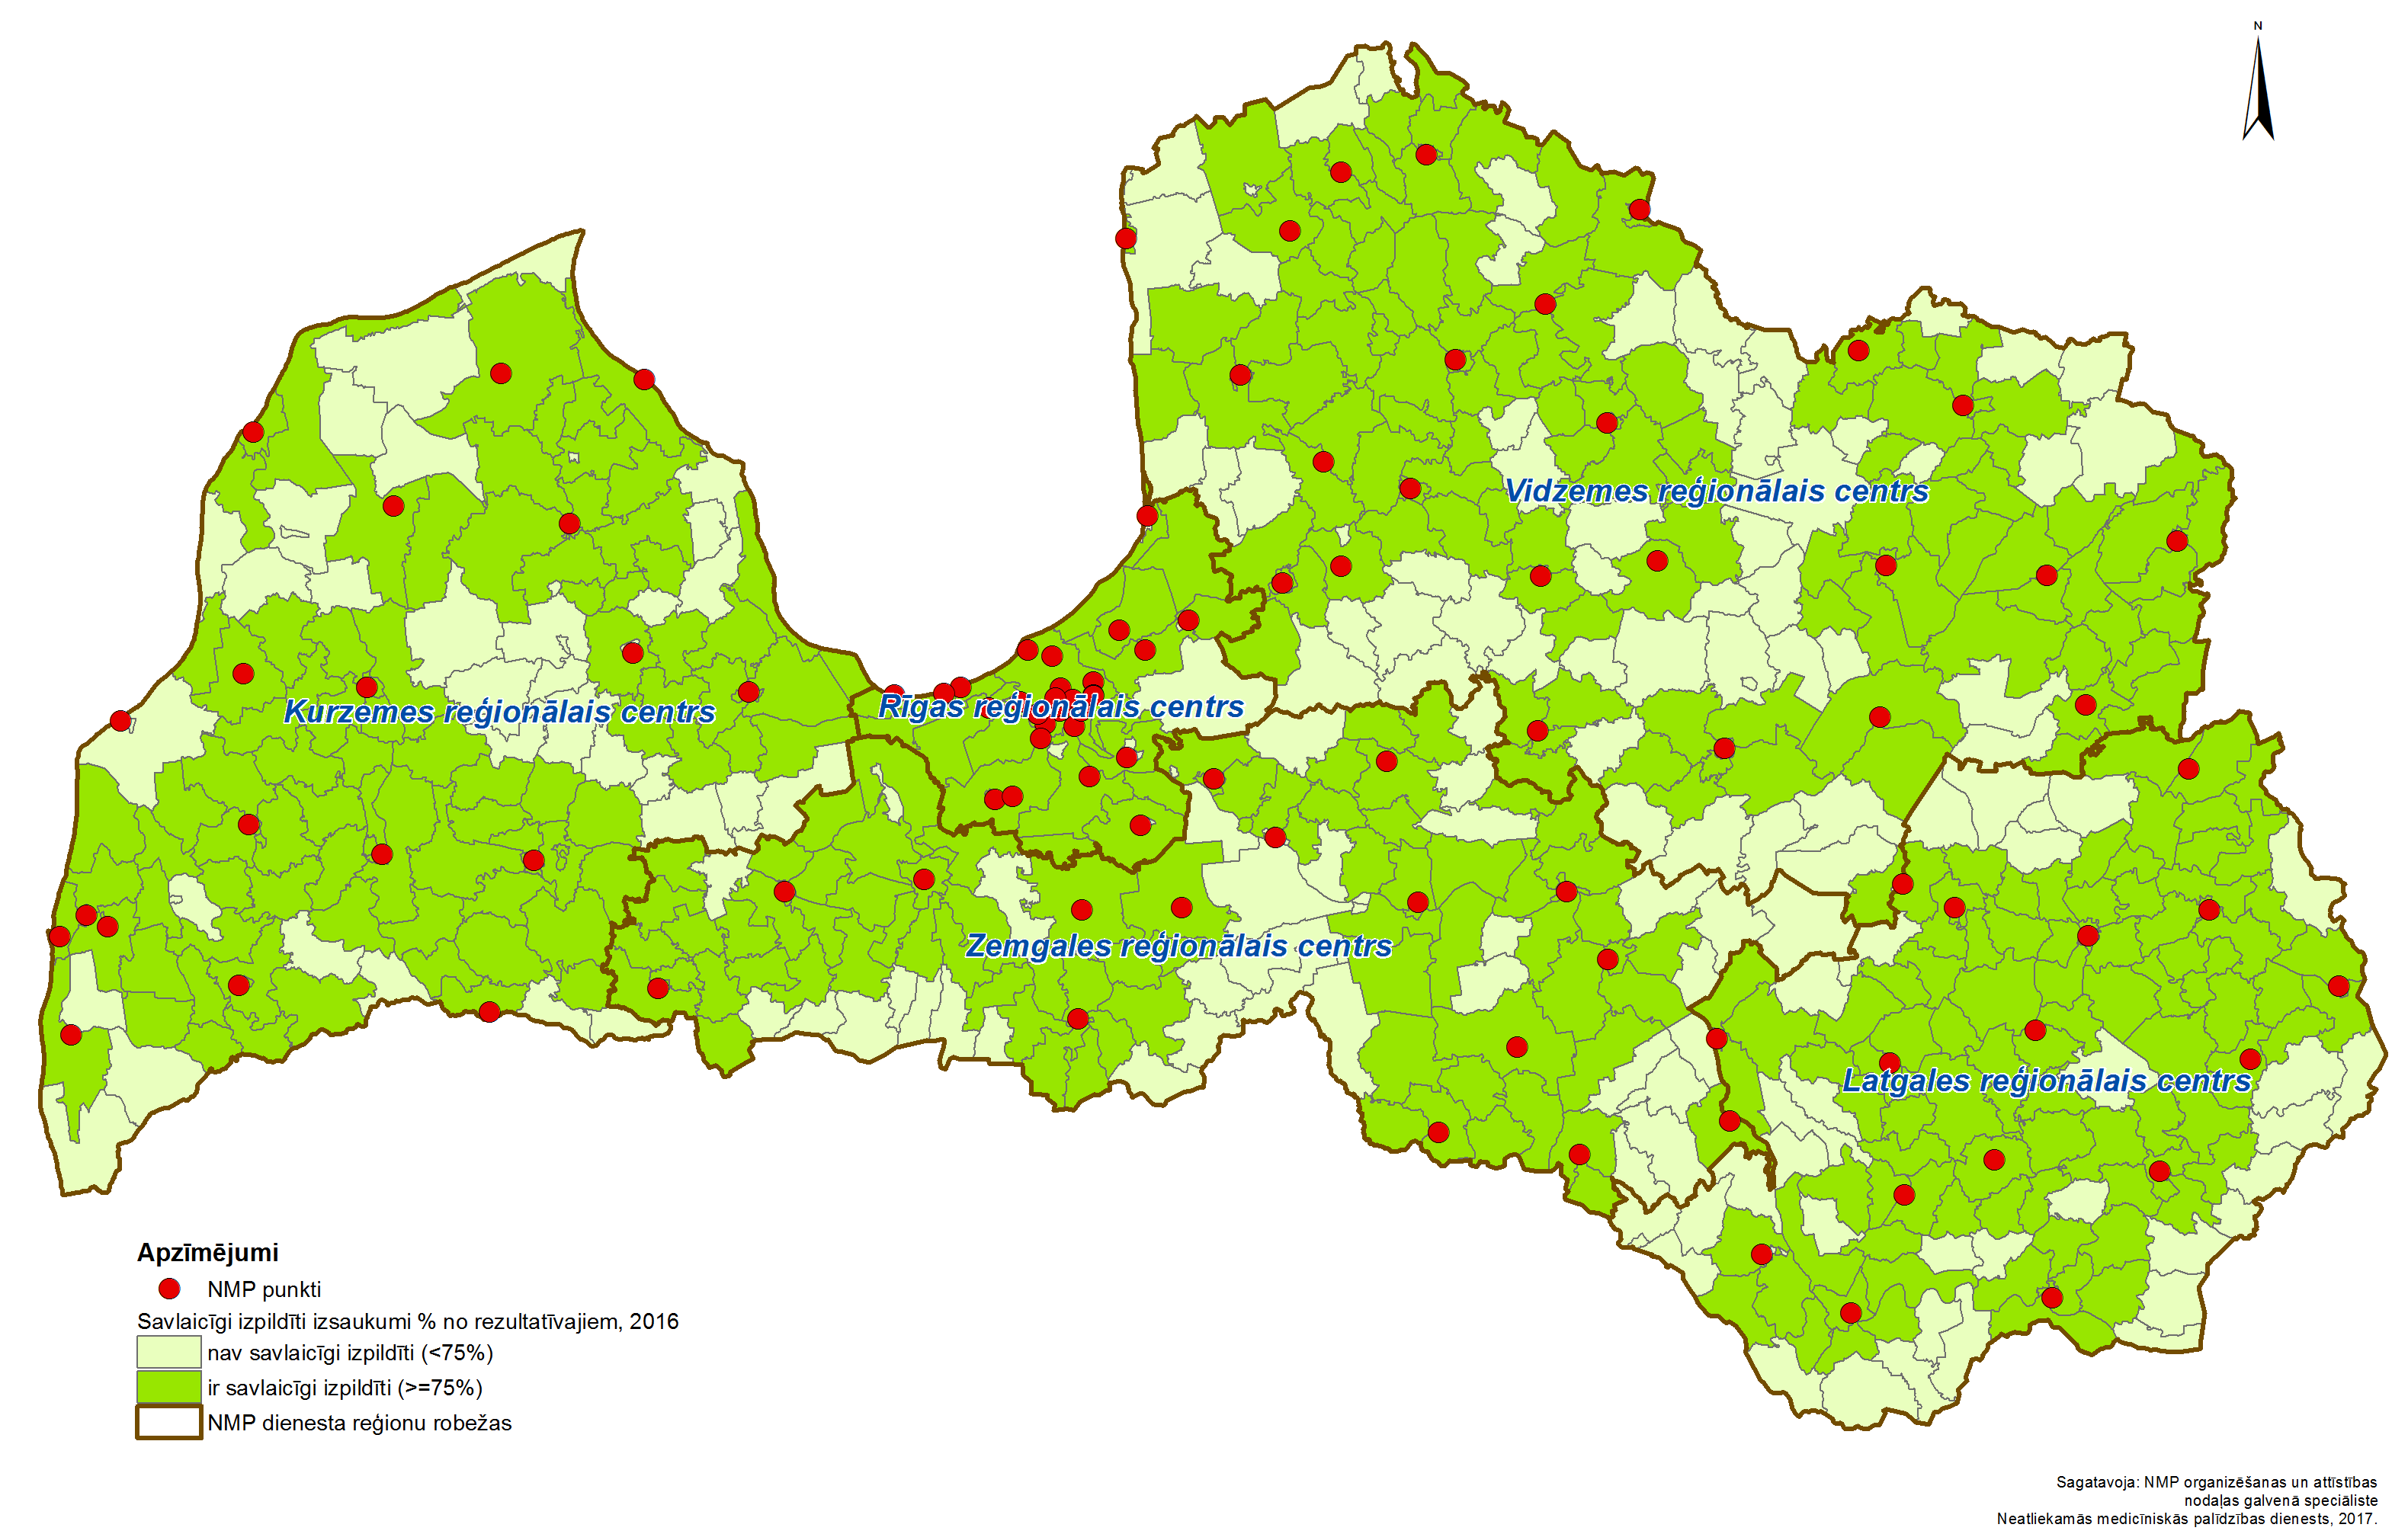 N
Vidzemes reģionālais centrs
Kurzemes reģionālais centrs
Rīgas reģionālais centrs
Zemgales reģionālais centrs
Latgales reģionālais centrs
Apzīmējumi
NMP punkti
Savlaicīgi izpildīti izsaukumi % no rezultatīvajiem, 2016
nav savlaicīgi izpildīti (<75%)
ir savlaicīgi izpildīti (>=75%)
NMP dienesta reģionu robežas
Sagatavoja: NMP organizēšanas un attīstības
nodaļas galvenā speciāliste
Neatliekamās medicīniskās palīdzības dienests, 2017.